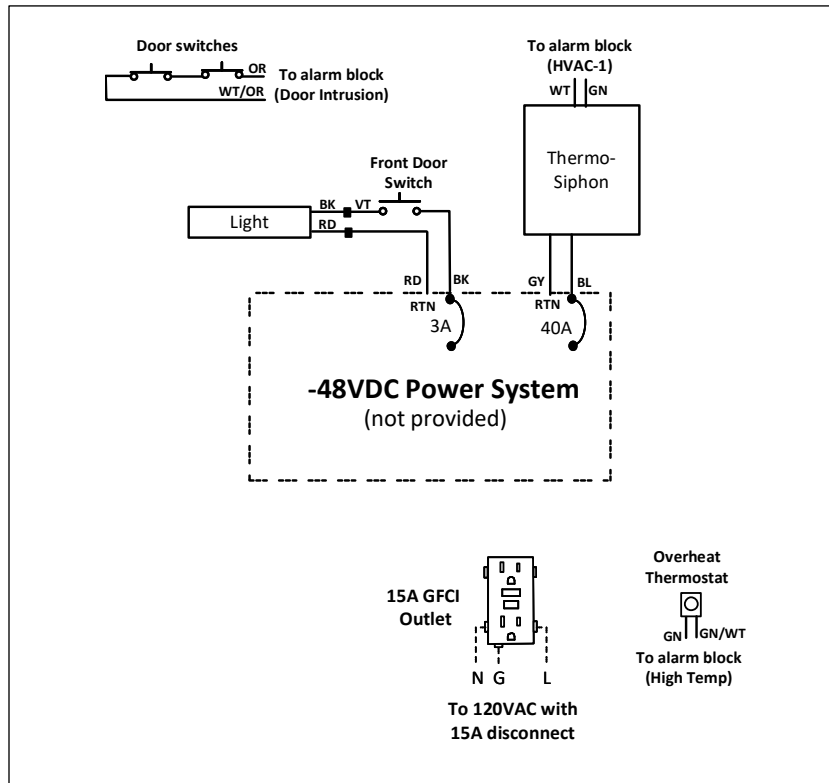 Door switches
OR
WT/OR
To alarm block
(Door Intrusion)
To alarm block
(HVAC-1)
WT GN
Thermo-
Siphon
Front Door
Switch
Light
BK VT
RD
RD BK
RTN
3A
GY BL
RTN
40A
-48VDC Power System
(not provided)
15A GFCI
Outlet
N G L
To 120VAC with
15A disconnect
Overheat
Thermostat
GN GN/WT
To alarm block
(High Temp)